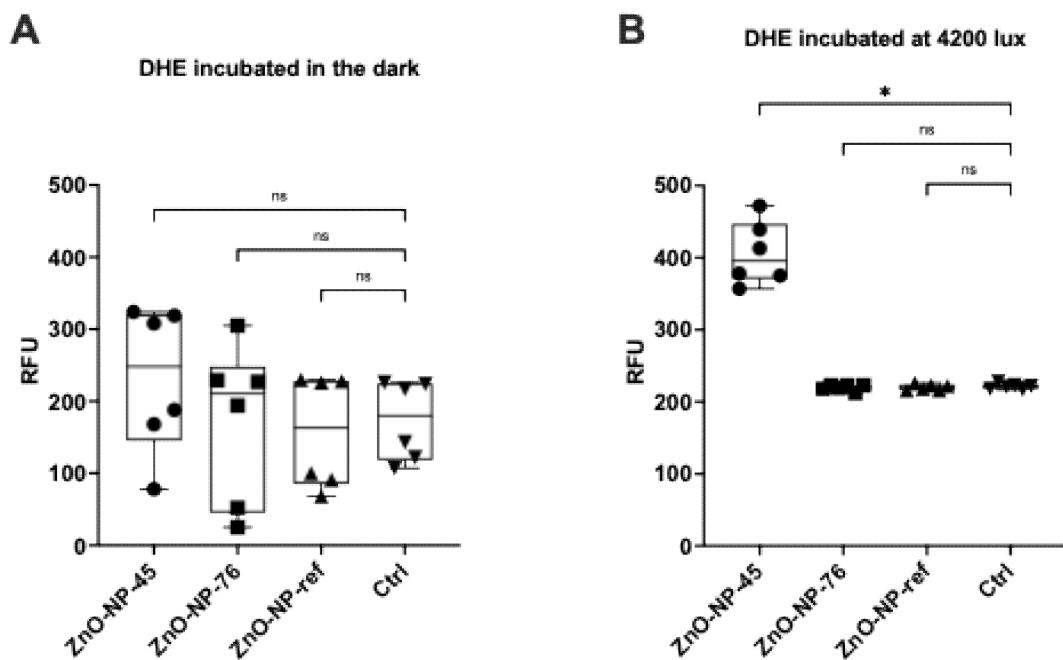 A
DHE incubated in the dark
ns
ns
ns
500
400
300
200
100
0
RFU
ZnO-NP-45
ZnO-NP-76
ZnO-NP-ref
Ctrl
B
DHE incubated at 4200 lux
*
ns
ns
500
400
300
200
100
0
RFU
ZnO-NP-45
ZnO-NP-76
ZnO-NP-ref
Ctrl